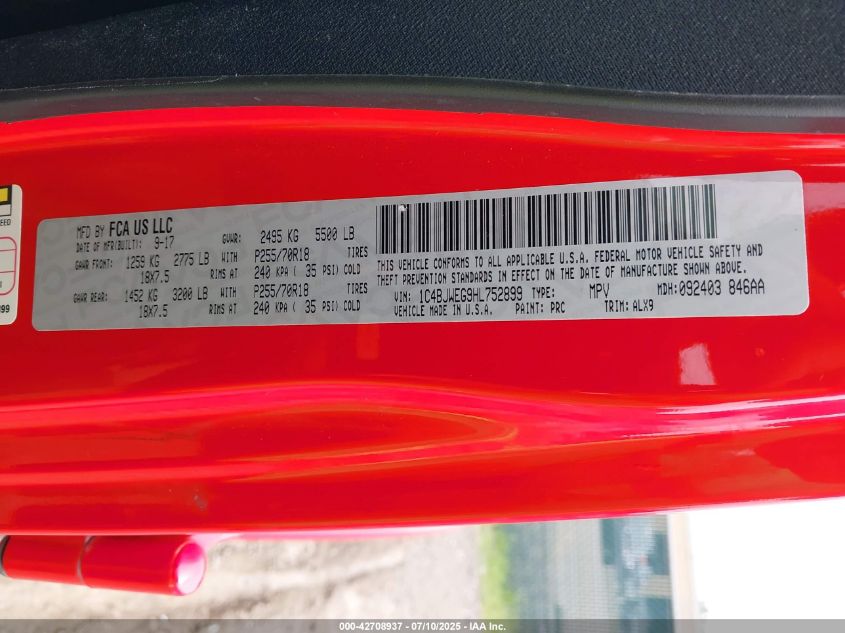 MFD BY FCA US LLC
DATE OF MFR(BUILT): 9-17 GVWR: 2495 KG 5500 LB
GAWR FRONT: 1259 KG 2775 LB WITH P255/70R18 TIRES
18X7.5 RIMS AT 240 KPA ( 35 PSI) COLD
GAWR REAR: 1452 KG 3200 LB WITH P255/70R18 TIRES
18X7.5 RIMS AT 240 KPA ( 35 PSI) COLD
THIS VEHICLE CONFORMS TO ALL APPLICABLE U.S.A. FEDERAL MOTOR VEHICLE SAFETY AND
THEFT PREVENTION STANDARDS IN EFFECT ON THE DATE OF MANUFACTURE SHOWN ABOVE.
VIN: 1C4BJWEG9HL752899 TYPE: MPV MDH:092403 846AA
VEHICLE MADE IN U.S.A. PAINT: PRC TRIM: ALX9
EED
899
000-42708937 - 07/10/2025 - IAA Inc.